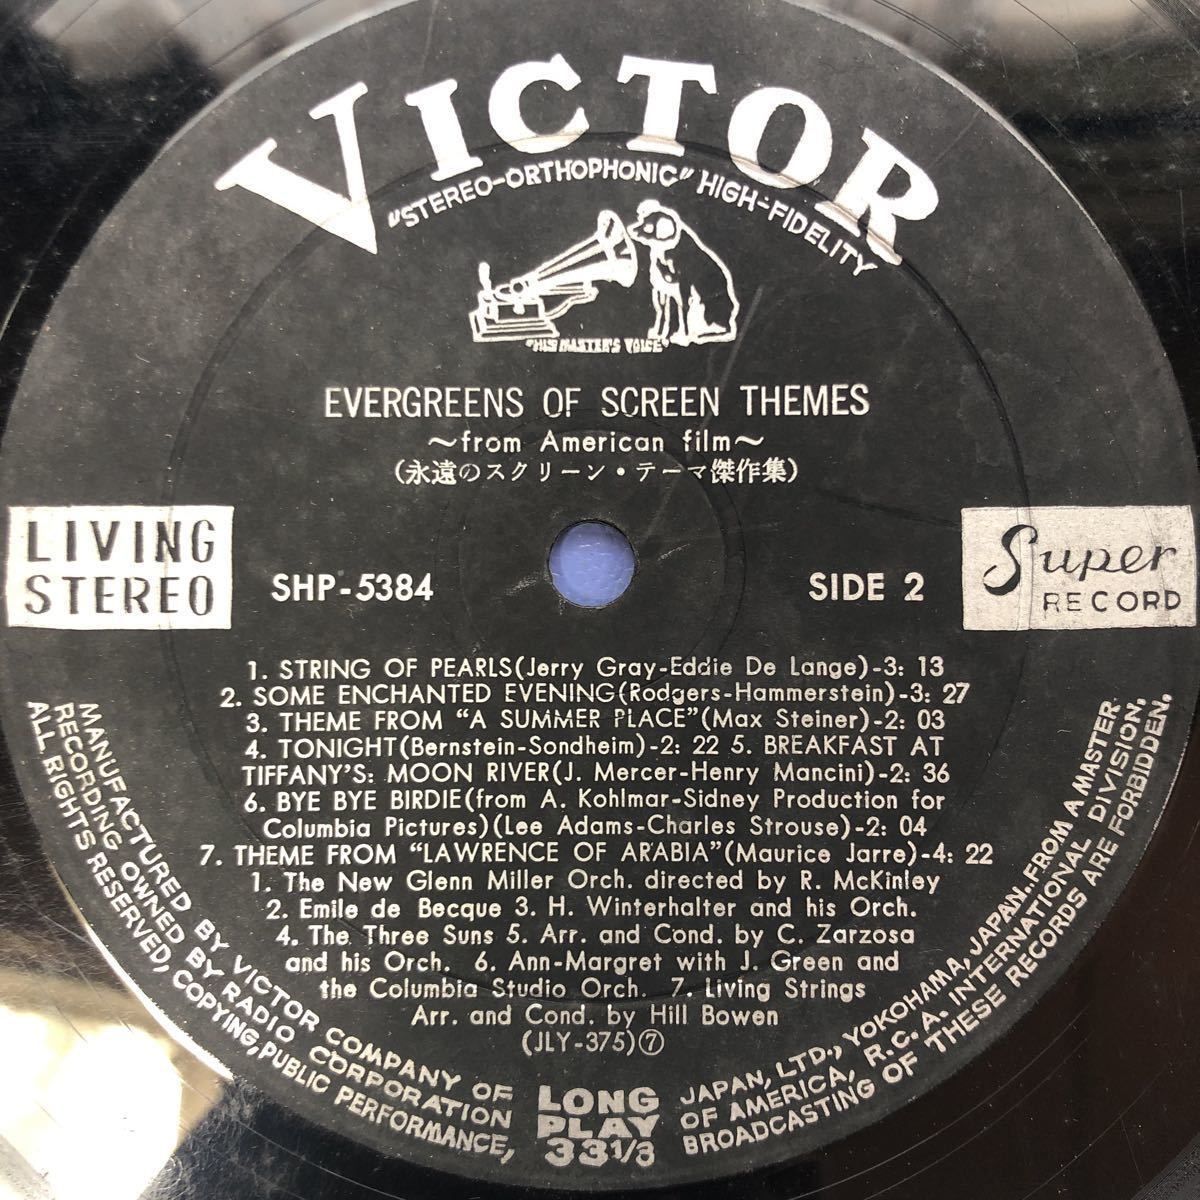 VICTOR
"STEREO-ORTHOPHONIC" HIGH-FIDELITY
"HIS MASTER'S VOICE"
EVERGREENS OF SCREEN THEMES
～from American film～
(永遠のスクリーン・テーマ傑作集)
LIVING
STEREO
SHP-5384
SIDE 2
Super
RECORD
1. STRING OF PEARLS(Jerry Gray-Eddie De Lange)-3: 13
2. SOME ENCHANTED EVENING(Rodgers-Hammerstein)-3: 27
3. THEME FROM "A SUMMER PLACE"(Max Steiner)-2: 03
4. TONIGHT(Bernstein-Sondheim)-2: 22 5. BREAKFAST AT
TIFFANY'S: MOON RIVER(J. Mercer-Henry Mancini)-2: 36
6. BYE BYE BIRDIE(from A. Kohlmar-Sidney Production for
Columbia Pictures)(Lee Adams-Charles Strouse)-2: 04
7. THEME FROM "LAWRENCE OF ARABIA"(Maurice Jarre)-4: 22
1. The New Glenn Miller Orch. directed by R. McKinley
2. Emile de Becque 3. H. Winterhalter and his Orch.
4. The Three Suns 5. Arr. and Cond. by C. Zarzosa
and his Orch. 6. Ann-Margret with J. Green and
the Columbia Studio Orch. 7. Living Strings
Arr. and Cond. by Hill Bowen
(JLY-375)⑦
LONG
PLAY
33 1/3
MANUFACTURED BY VICTOR COMPANY OF JAPAN, LTD., YOKOHAMA, JAPAN..FROM A MASTER
RECORDING OWNED BY RADIO CORPORATION OF AMERICA, R.C.A. INTERNATIONAL DIVISION.
ALL RIGHTS RESERVED, COPYING, PUBLIC PERFORMANCE, BROADCASTING OF THESE RECORDS ARE FORBIDDEN.